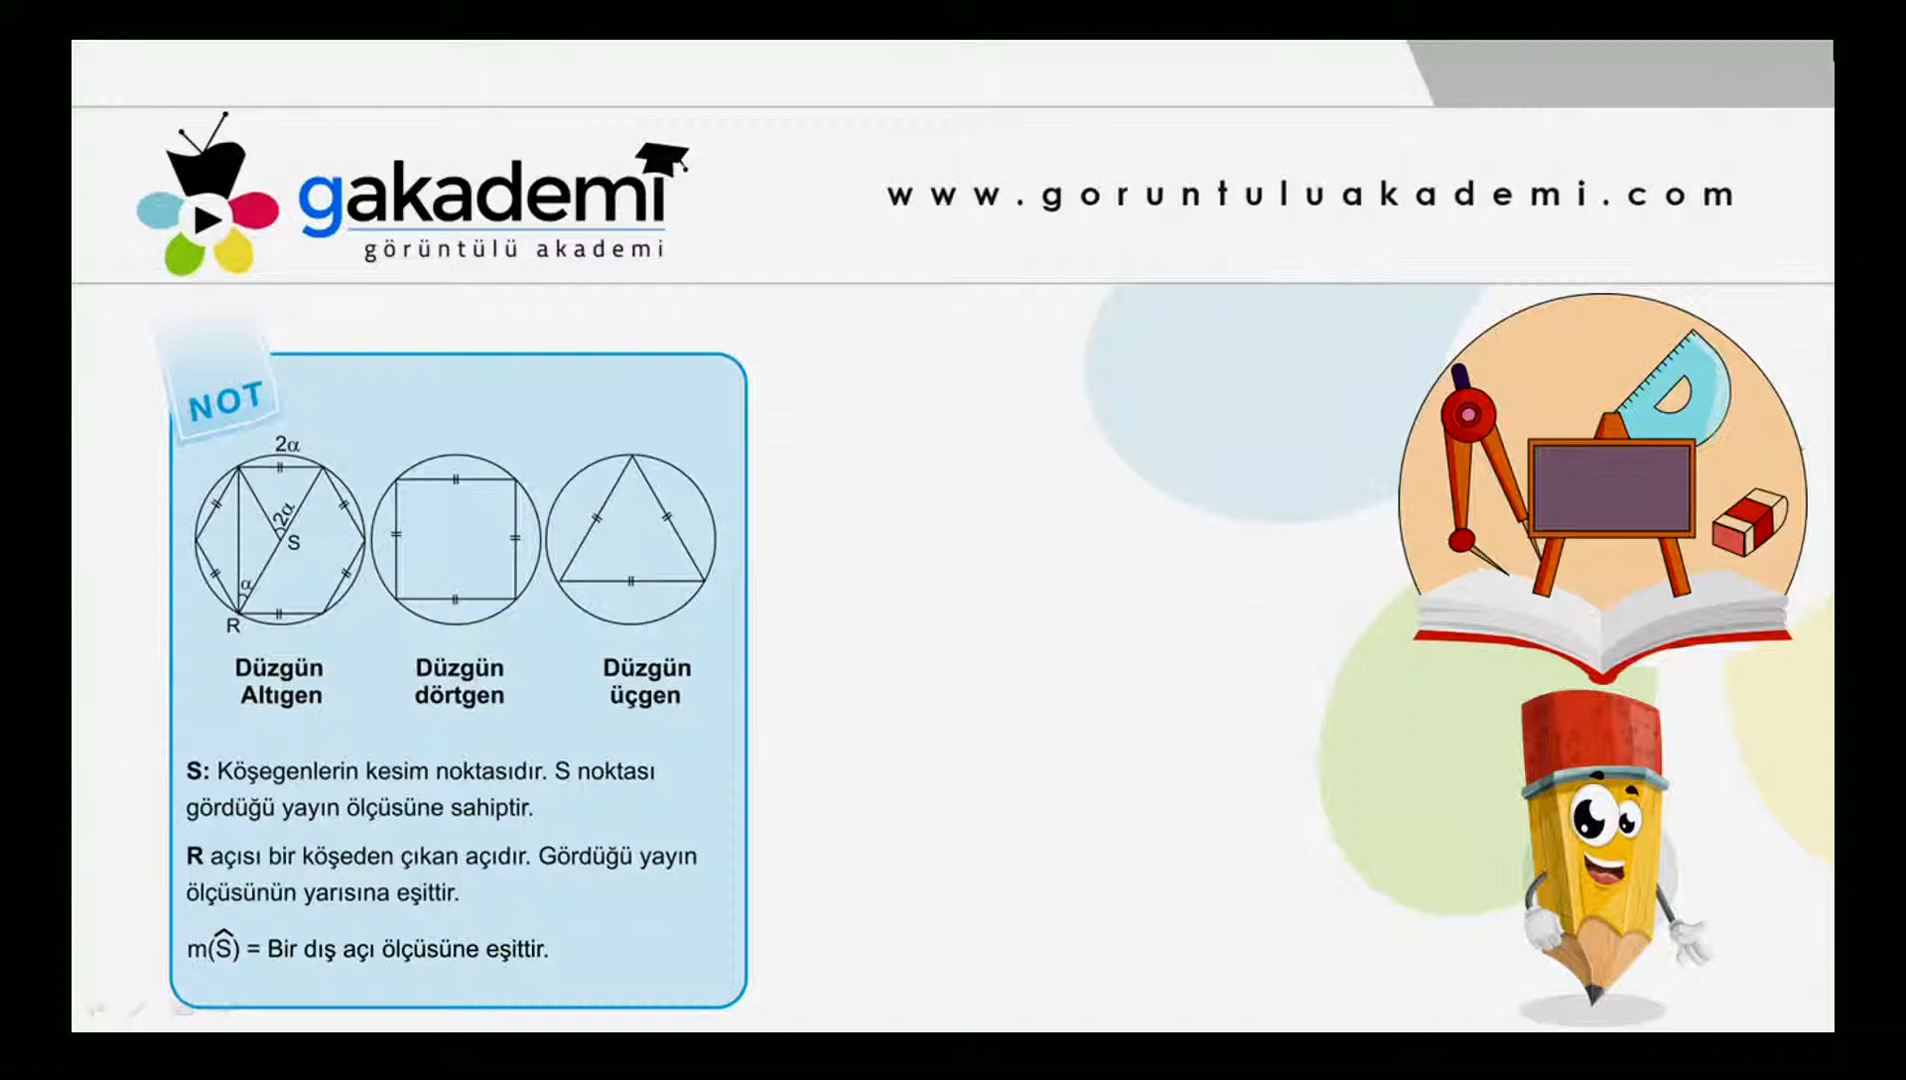 gakademi
görüntülü akademi
www.goruntuluakademi.com
NOT
2α
2α
S
α
R
Düzgün
Altıgen
Düzgün
dörtgen
Düzgün
üçgen
S: Köşegenlerin kesim noktasıdır. S noktası
gördüğü yayın ölçüsüne sahiptir.
R açısı bir köşeden çıkan açıdır. Gördüğü yayın
ölçüsünün yarısına eşittir.
m(Ŝ) = Bir dış açı ölçüsüne eşittir.